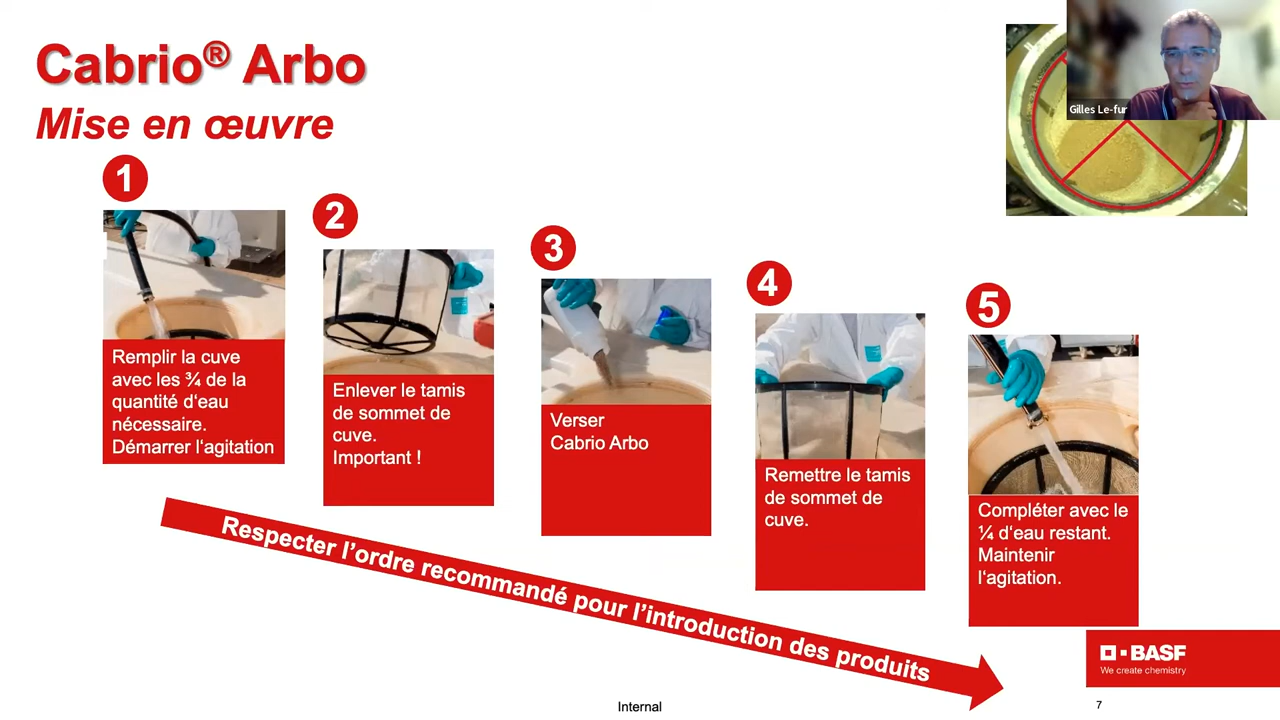 Cabrio® Arbo
Mise en œuvre
Gilles Le-fur
1
Remplir la cuve
avec les ¾ de la
quantité d‘eau
nécessaire.
Démarrer l‘agitation
2
Enlever le tamis
de sommet de
cuve.
Important !
3
Verser
Cabrio Arbo
4
Remettre le tamis
de sommet de
cuve.
5
Compléter avec le
¼ d‘eau restant.
Maintenir
l‘agitation.
Respecter l’ordre recommandé pour l’introduction des produits
BASF
We create chemistry
Internal
7